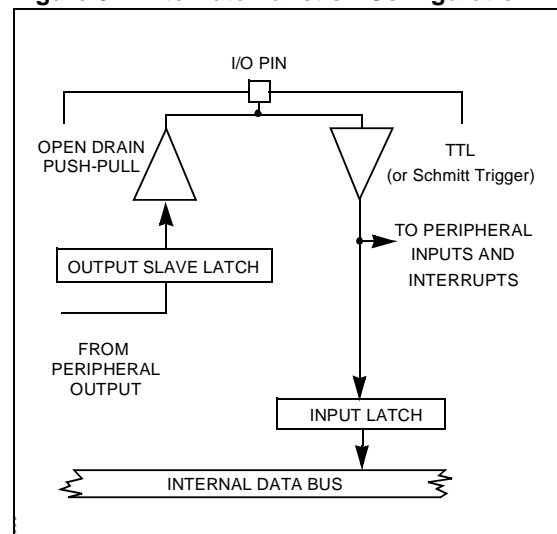 I/O PIN
OPEN DRAIN
PUSH-PULL
TTL
(or Schmitt Trigger)
TO PERIPHERAL
INPUTS AND
INTERRUPTS
OUTPUT SLAVE LATCH
FROM
PERIPHERAL
OUTPUT
INPUT LATCH
INTERNAL DATA BUS